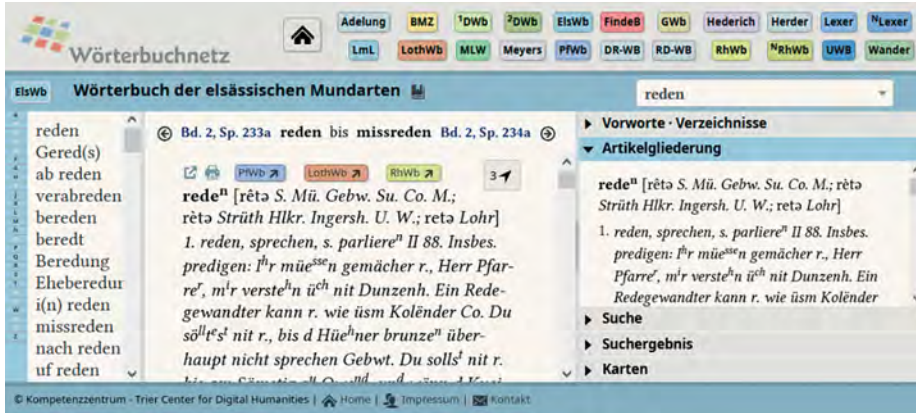 Wörterbuchnetz
Adelung BMZ ¹DWb ²DWb ElsWb FindeB GWb Hederich Herder Lexer ᴺLexer
LmL LothWb MLW Meyers PfWb DR-WB RD-WB RhWb ᴺRhWb UWB Wander
ElsWb Wörterbuch der elsässischen Mundarten
reden
reden
Gered(s)
ab reden
verabreden
bereden
beredt
Beredung
Eheberedur
i(n) reden
missreden
nach reden
uf reden
Bd. 2, Sp. 233a reden bis missreden Bd. 2, Sp. 234a
PfWb LothWb RhWb 3
redeⁿ [rêtə S. Mü. Gebw. Su. Co. M.;
rètə Strüth Hlkr. Ingersh. U. W.; retə Lohr]
1. reden, sprechen, s. parliereⁿ II 88. Insbes.
predigen: Iʰr müeˢˢᵉn gemächer r., Herr Pfar-
reʳ, mⁱr versteʰn üᶜʰ nit Dunzenh. Ein Rede-
gewandter kann r. wie üsm Kolënder Co. Du
söˡˡtᵉsᵗ nit r., bis d Hüeʰner brunzeⁿ über-
haupt nicht sprechen Gebwt. Du sollsᵗ nit r.
Vorworte · Verzeichnisse
Artikelgliederung
redeⁿ [rêtə S. Mü. Gebw. Su. Co. M.; rètə
Strüth Hlkr. Ingersh. U. W.; retə Lohr]
1. reden, sprechen, s. parliereⁿ II 88. Insbes.
predigen: Iʰr müeˢˢᵉn gemächer r., Herr
Pfarreʳ, mⁱr versteʰn üᶜʰ nit Dunzenh. Ein
Redegewandter kann r. wie üsm Kolënder
Suche
Suchergebnis
Karten
© Kompetenzzentrum - Trier Center for Digital Humanities | Home | Impressum | Kontakt